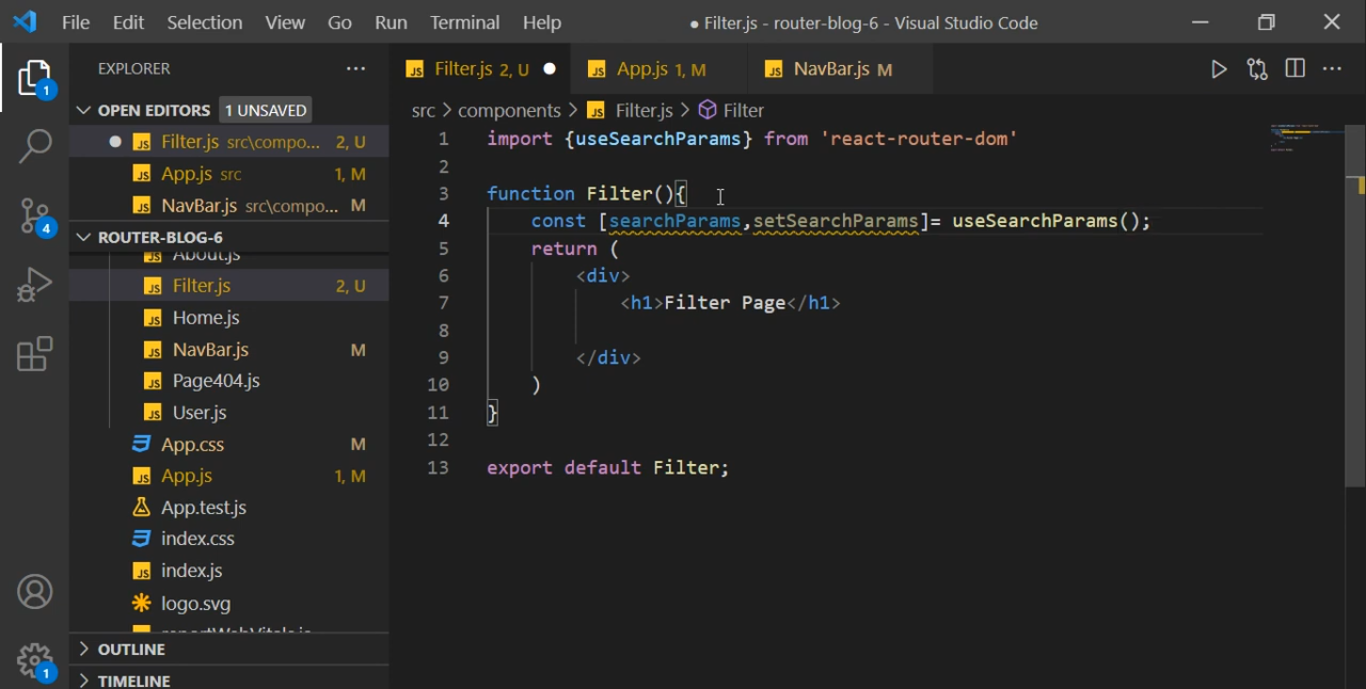 File Edit Selection View Go Run Terminal Help ● Filter.js - router-blog-6 - Visual Studio Code
EXPLORER ...
Filter.js 2, U ● App.js 1, M NavBar.js M
1
OPEN EDITORS 1 UNSAVED
src > components > JS Filter.js > Filter
● JS Filter.js src\compo... 2, U
JS App.js src 1, M
JS NavBar.js src\compo... M
4
ROUTER-BLOG-6
JS About.js
JS Filter.js 2, U
JS Home.js
JS NavBar.js M
JS Page404.js
JS User.js
App.css M
JS App.js 1, M
App.test.js
index.css
JS index.js
logo.svg
OUTLINE
1
TIMELINE
1 import {useSearchParams} from 'react-router-dom'
2
3 function Filter(){
4 const [searchParams,setSearchParams]= useSearchParams();
5 return (
6 <div>
7 <h1>Filter Page</h1>
8
9 </div>
10 )
11 }
12
13 export default Filter;